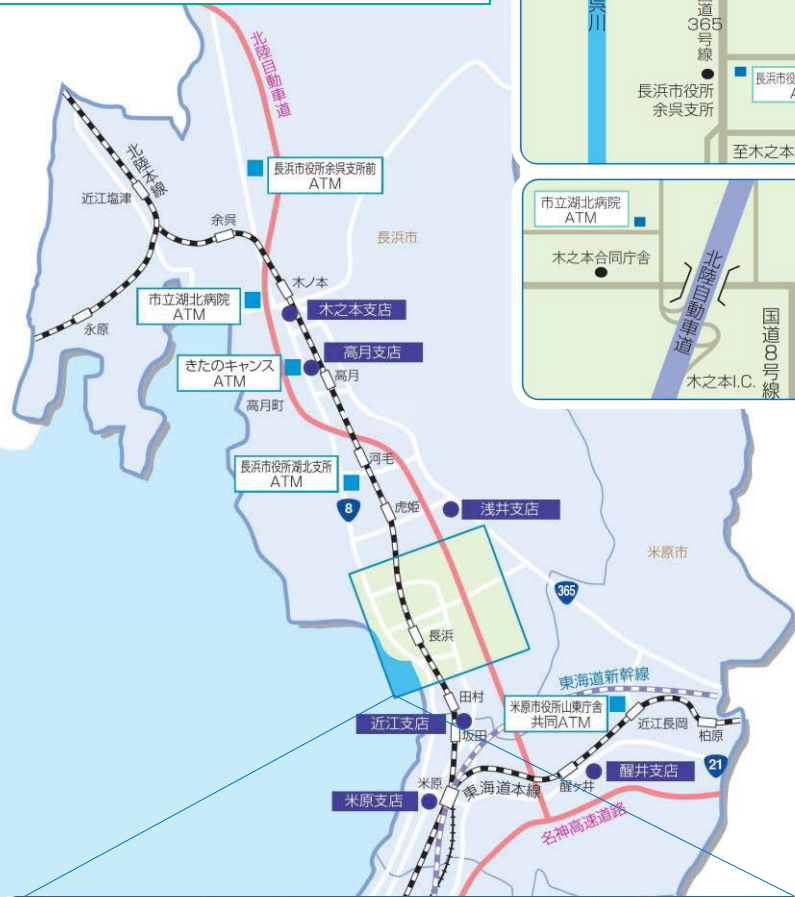 北陸自動車道
北陸本線
近江塩津
余呉
長浜市役所余呉支所前
ATM
長浜市
木ノ本
市立湖北病院
ATM
木之本支店
永原
高月支店
きたのキャンス
ATM
高月
高月町
河毛
長浜市役所湖北支所
ATM
8
虎姫
浅井支店
米原市
365
長浜
東海道新幹線
田村
米原市役所山東庁舎
共同ATM
近江支店
坂田
近江長岡
柏原
21
醒井支店
醒ヶ井
米原
米原支店
東海道本線
名神高速道路
呉川
国道365号線
長浜市役所
余呉支所
長浜市役
至木之本
市立湖北病院
ATM
木之本合同庁舎
北陸自動車道
国道8号線
木之本I.C.